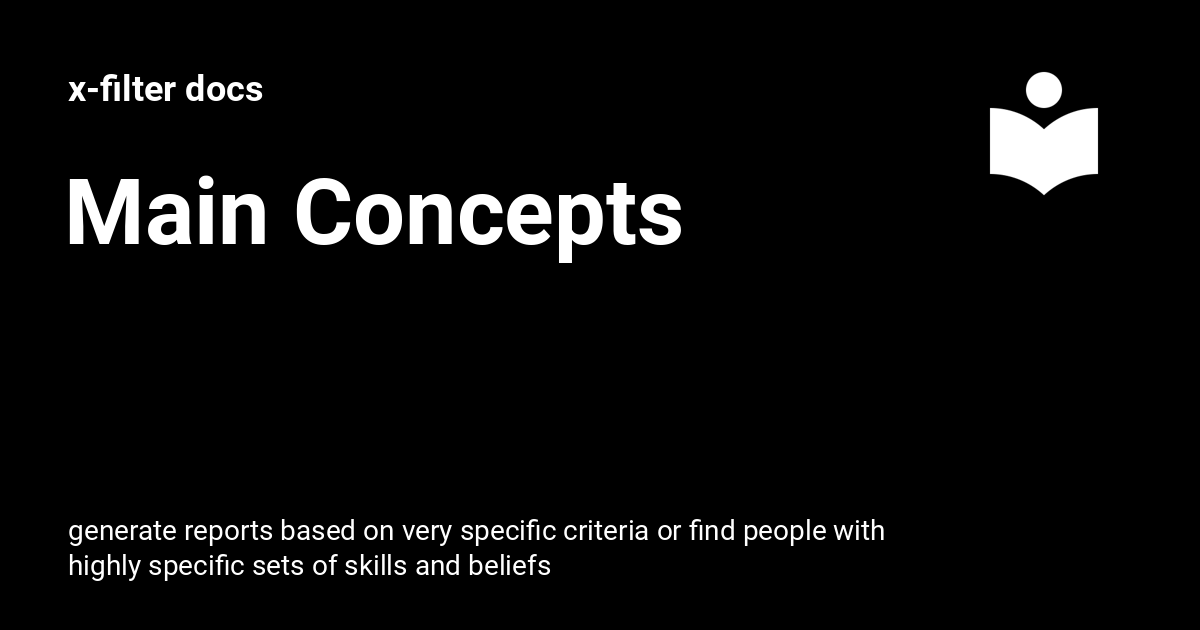 x-filter docs
Main Concepts
generate reports based on very specific criteria or find people with
highly specific sets of skills and beliefs